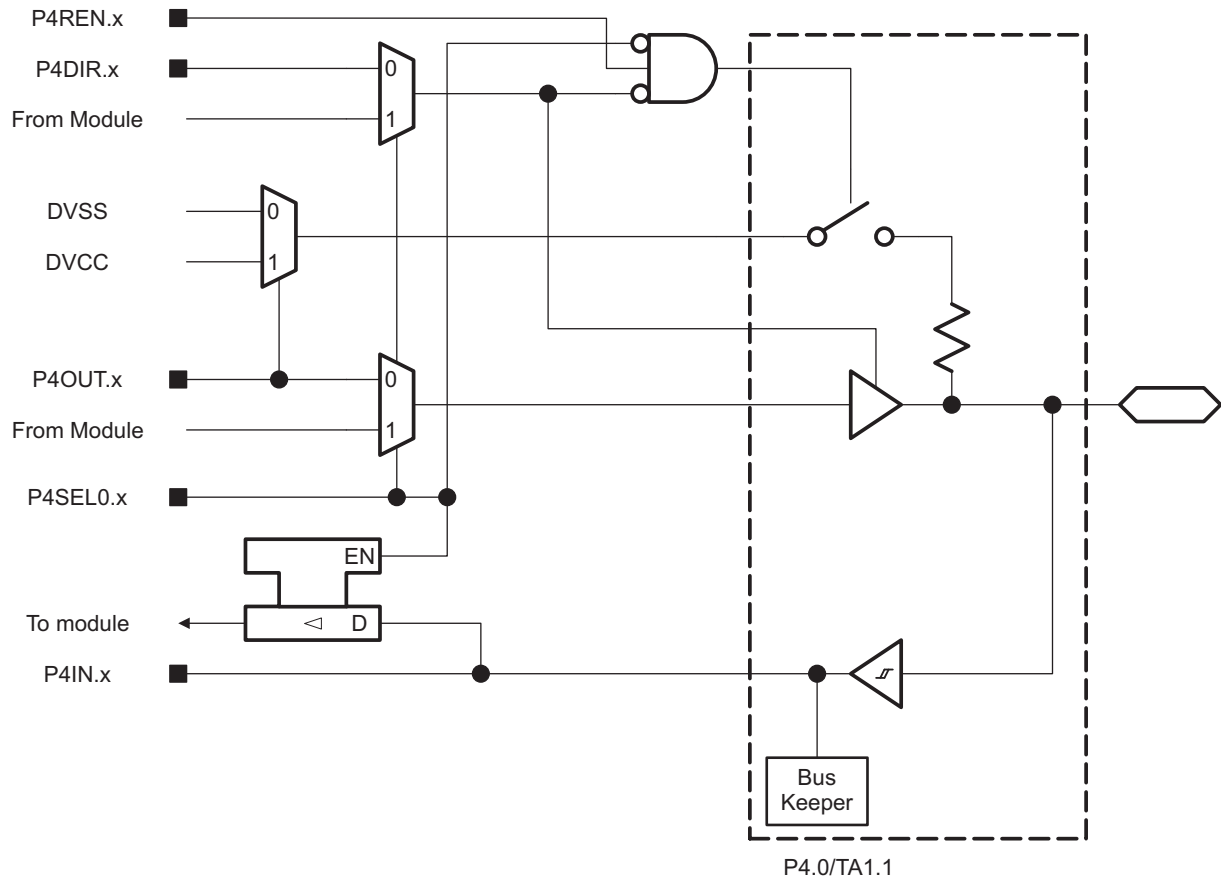 P4REN.x
P4DIR.x
0
From Module
1
DVSS
0
DVCC
1
P4OUT.x
0
From Module
1
P4SEL0.x
EN
To module
D
P4IN.x
Bus
Keeper
P4.0/TA1.1